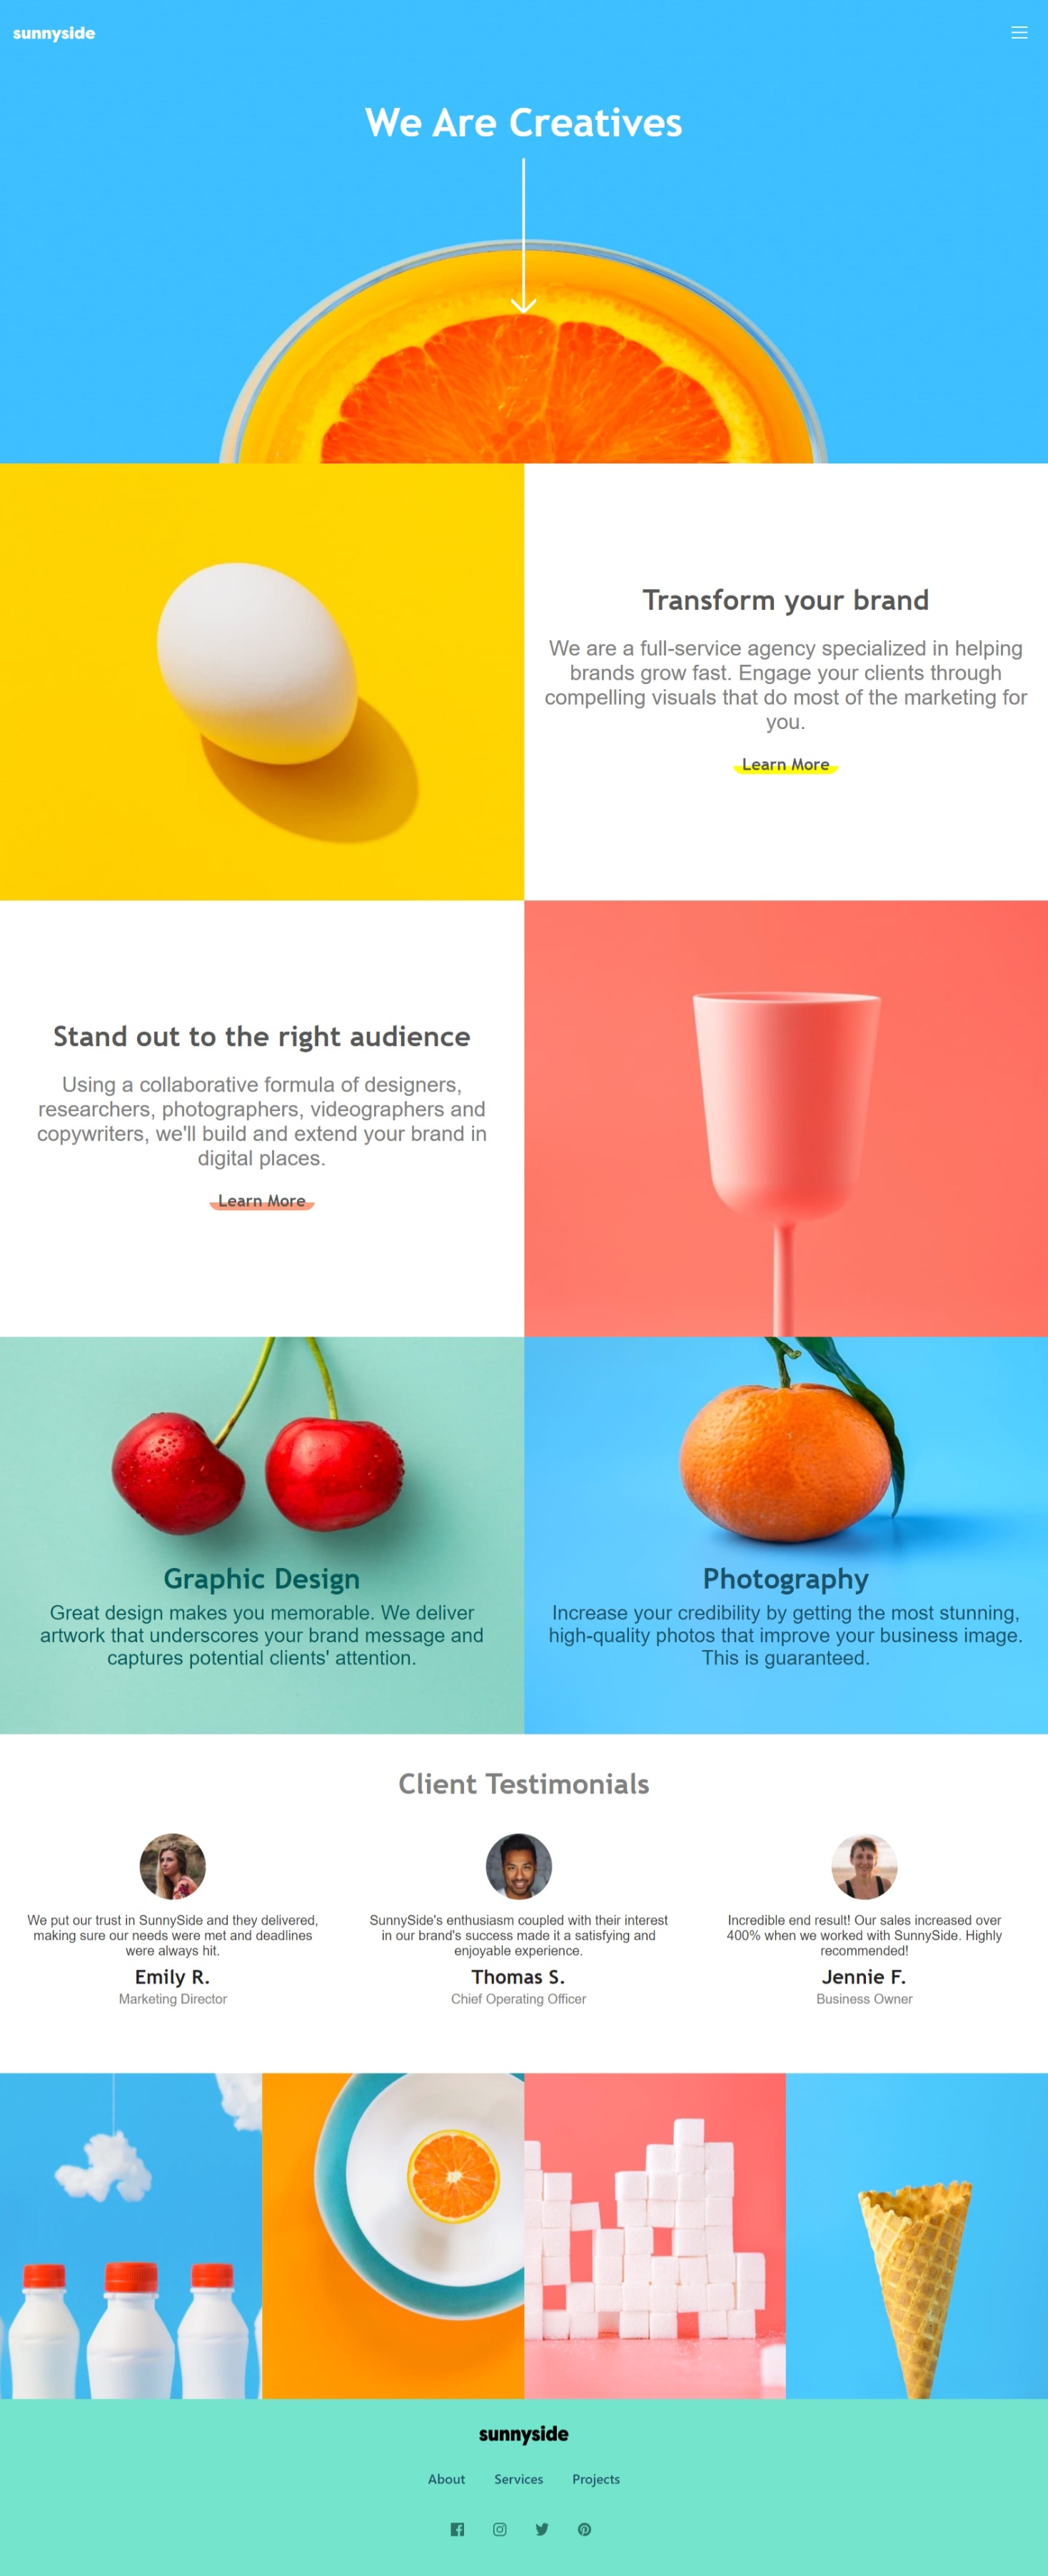 sunnyside
We Are Creatives
Transform your brand
We are a full-service agency specialized in helping
brands grow fast. Engage your clients through
compelling visuals that do most of the marketing for
you.
Learn More
Stand out to the right audience
Using a collaborative formula of designers,
researchers, photographers, videographers and
copywriters, we'll build and extend your brand in
digital places.
Learn More
Graphic Design
Great design makes you memorable. We deliver
artwork that underscores your brand message and
captures potential clients' attention.
Photography
Increase your credibility by getting the most stunning,
high-quality photos that improve your business image.
This is guaranteed.
Client Testimonials
We put our trust in SunnySide and they delivered,
making sure our needs were met and deadlines
were always hit.
Emily R.
Marketing Director
SunnySide's enthusiasm coupled with their interest
in our brand's success made it a satisfying and
enjoyable experience.
Thomas S.
Chief Operating Officer
Incredible end result! Our sales increased over
400% when we worked with SunnySide. Highly
recommended!
Jennie F.
Business Owner
sunnyside
About Services Projects